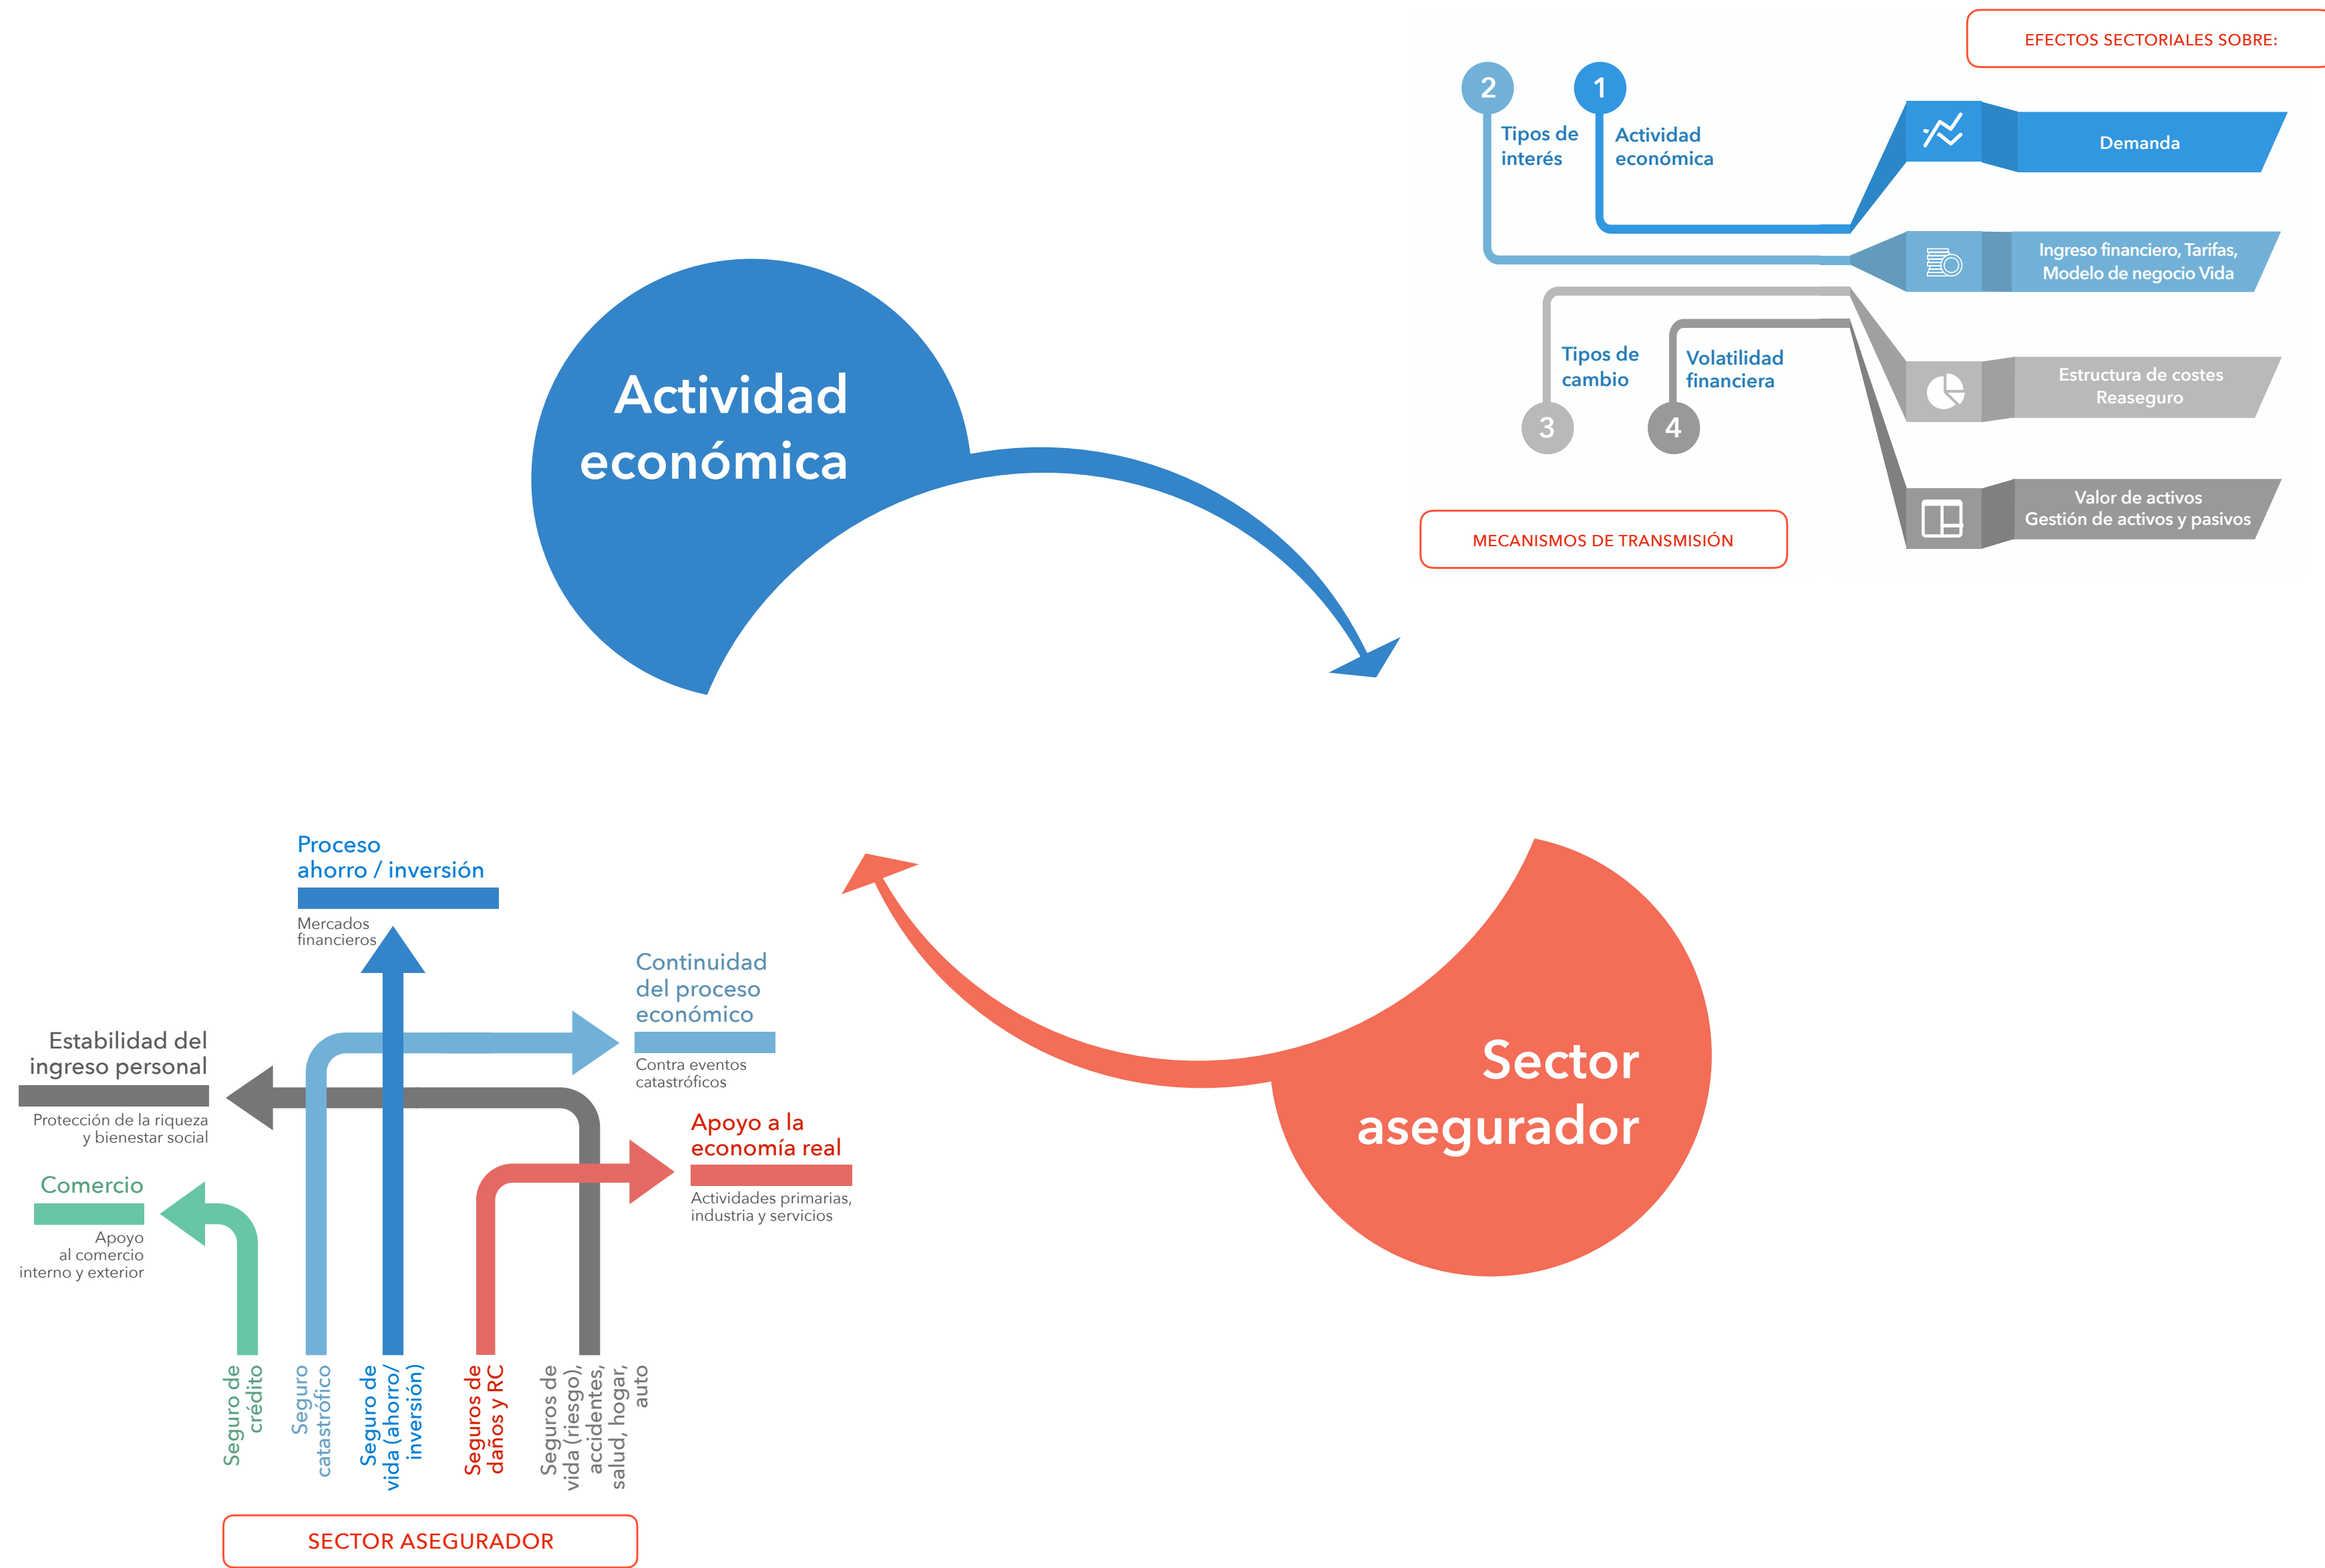 EFECTOS SECTORIALES SOBRE:
2
1
Tipos de
interés
Actividad
económica
Demanda
Ingreso financiero, Tarifas,
Modelo de negocio Vida
Tipos de
cambio
Volatilidad
financiera
3
4
Estructura de costes
Reaseguro
Valor de activos
Gestión de activos y pasivos
MECANISMOS DE TRANSMISIÓN
Actividad
económica
Sector
asegurador
Proceso
ahorro / inversión
Mercados
financieros
Continuidad
del proceso
económico
Contra eventos
catastróficos
Estabilidad del
ingreso personal
Protección de la riqueza
y bienestar social
Apoyo a la
economía real
Actividades primarias,
industria y servicios
Comercio
Apoyo
al comercio
interno y exterior
Seguro de
crédito
Seguro
catastrófico
Seguro de
vida (ahorro/
inversión)
Seguros de
daños y RC
Seguros de
vida (riesgo),
accidentes,
salud, hogar,
auto
SECTOR ASEGURADOR